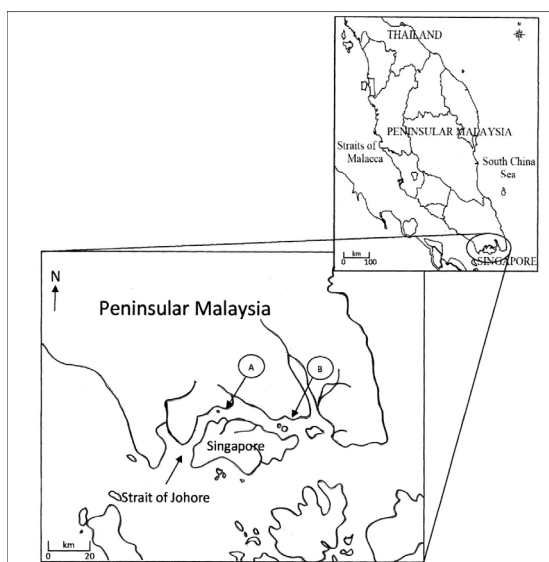 THAILAND
N
PENINSULAR MALAYSIA
Straits of
Malacca
South China
Sea
km
0 100
SINGAPORE
N
Peninsular Malaysia
A
B
Singapore
Strait of Johore
km
0 20